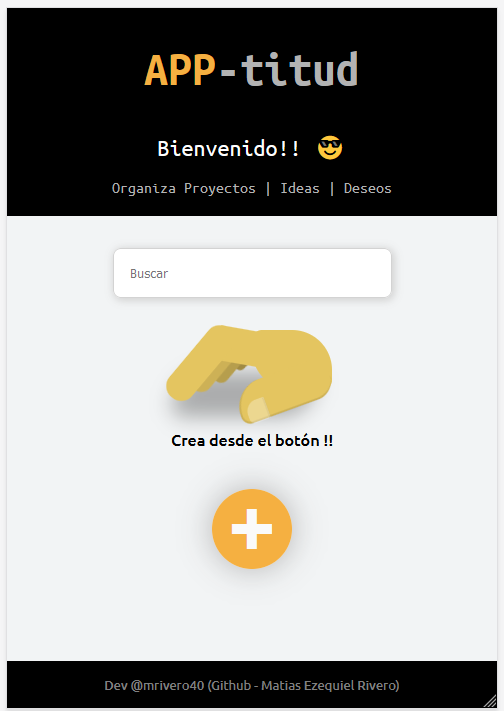 APP-titud
Bienvenido!! 😎
Organiza Proyectos | Ideas | Deseos
Buscar
Crea desde el botón !!
Dev @mrivero40 (Github - Matias Ezequiel Rivero)